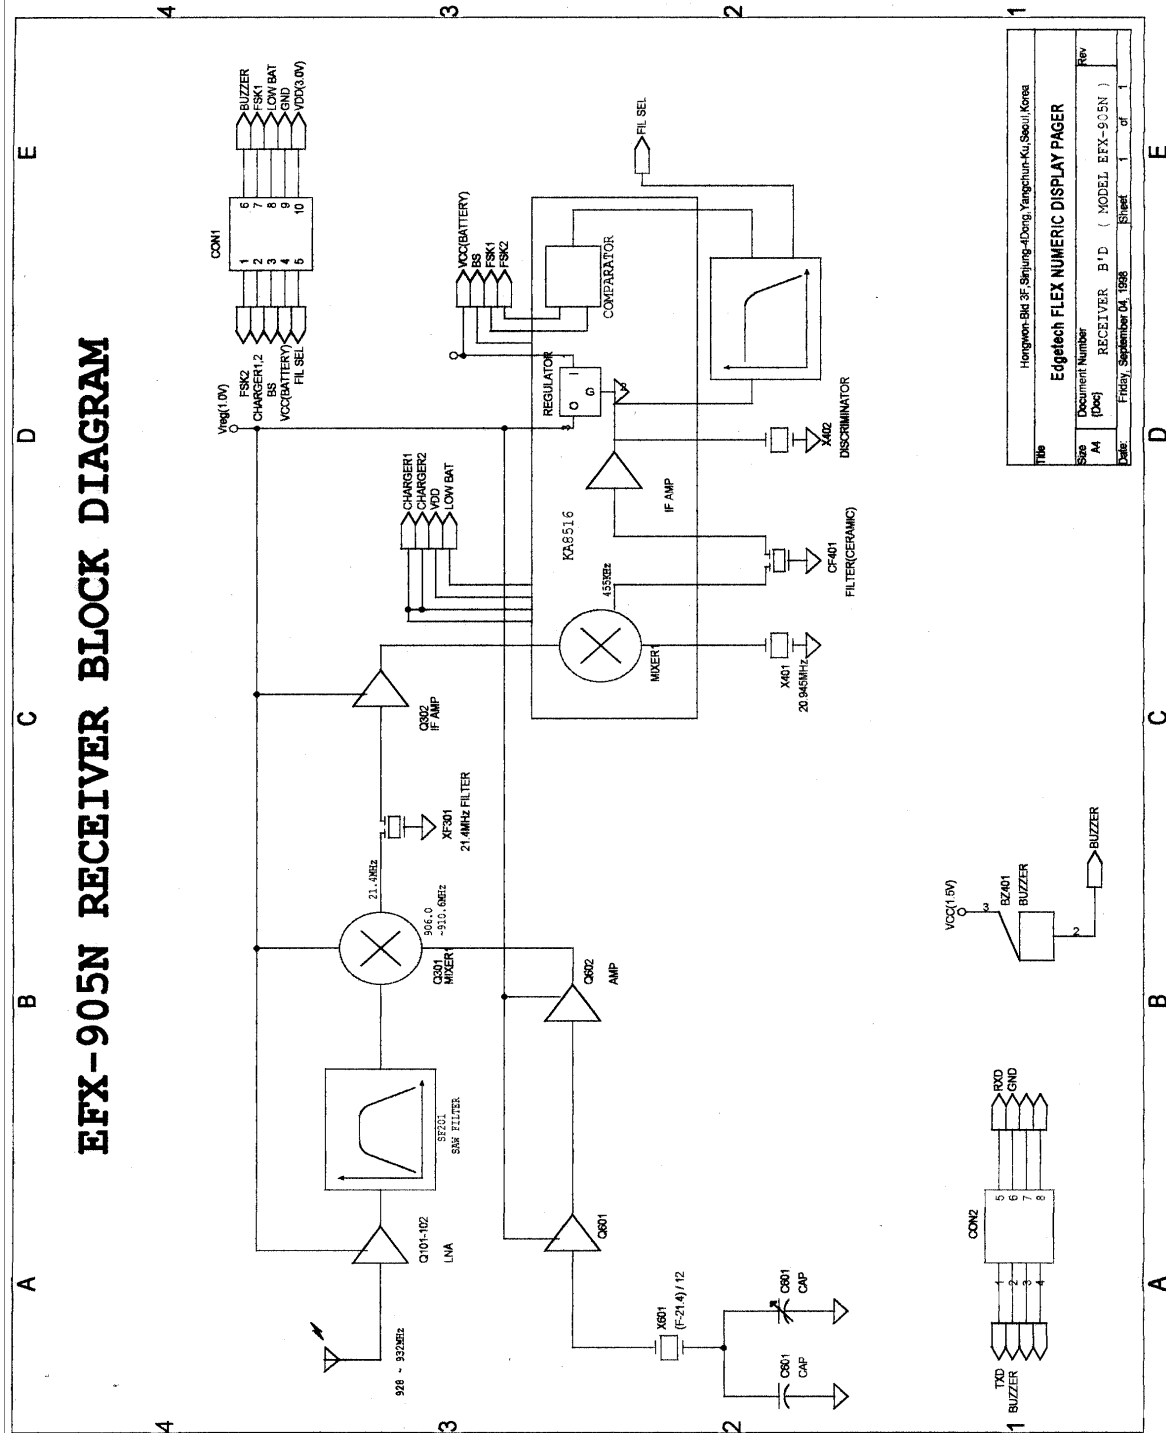 EFX-905N RECEIVER BLOCK DIAGRAM
A
B
C
D
E
4
3
2
1
928 ~ 932MHz
Q101-102
LNA
SF201
SAW FILTER
Q301
MIXER1
906.0
~910.6MHz
21.4MHz
XF301
21.4MHz FILTER
Q302
IF AMP
Vreg(1.0V)
FSK2
CHARGER1,2
BS
VCC(BATTERY)
FIL SEL
CON1
1
2
3
4
5
6
7
8
9
10
BUZZER
FSK1
LOW BAT
GND
VDD(3.0V)
CHARGER1
CHARGER2
VDD
LOW BAT
VCC(BATTERY)
BS
FSK1
FSK2
REGULATOR
O
G
I
COMPARATOR
KA8516
455KHz
MIXER1
IF AMP
FIL SEL
X401
20.945MHz
CF401
FILTER(CERAMIC)
X402
DISCRIMINATOR
Q601
Q602
AMP
X601
(F-21.4) / 12
C601
CAP
C601
CAP
TXD
BUZZER
CON2
1
2
3
4
5
6
7
8
RXD
GND
VCC(1.5V)
3
BZ401
BUZZER
2
BUZZER
Hongwon-Bld 3F,Sinjung-4Dong,Yangchun-Ku,Seoul,Korea
Title
Edgetech FLEX NUMERIC DISPLAY PAGER
Size
A4
Document Number
{Doc}
RECEIVER B'D ( MODEL EFX-905N )
Rev
Date:
Friday, September 04, 1998
Sheet
1
of
1
A
B
C
D
E
4
3
2
1